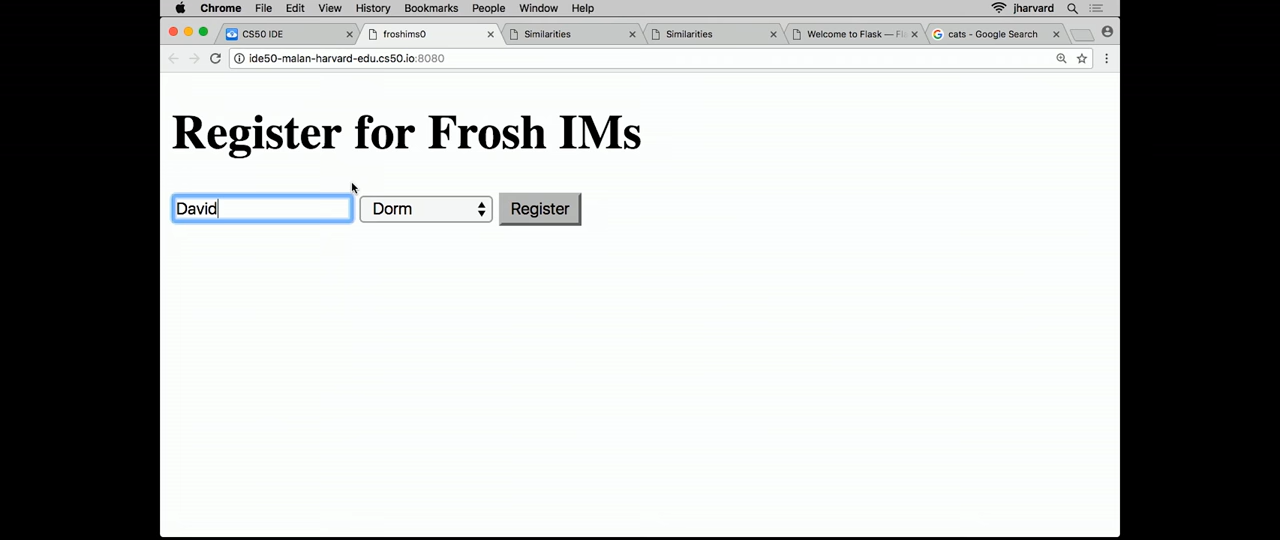 Chrome File Edit View History Bookmarks People Window Help jharvard
CS50 IDE froshims0 Similarities Similarities Welcome to Flask — Fl cats - Google Search
ide50-malan-harvard-edu.cs50.io:8080
Register for Frosh IMs
David Dorm Register